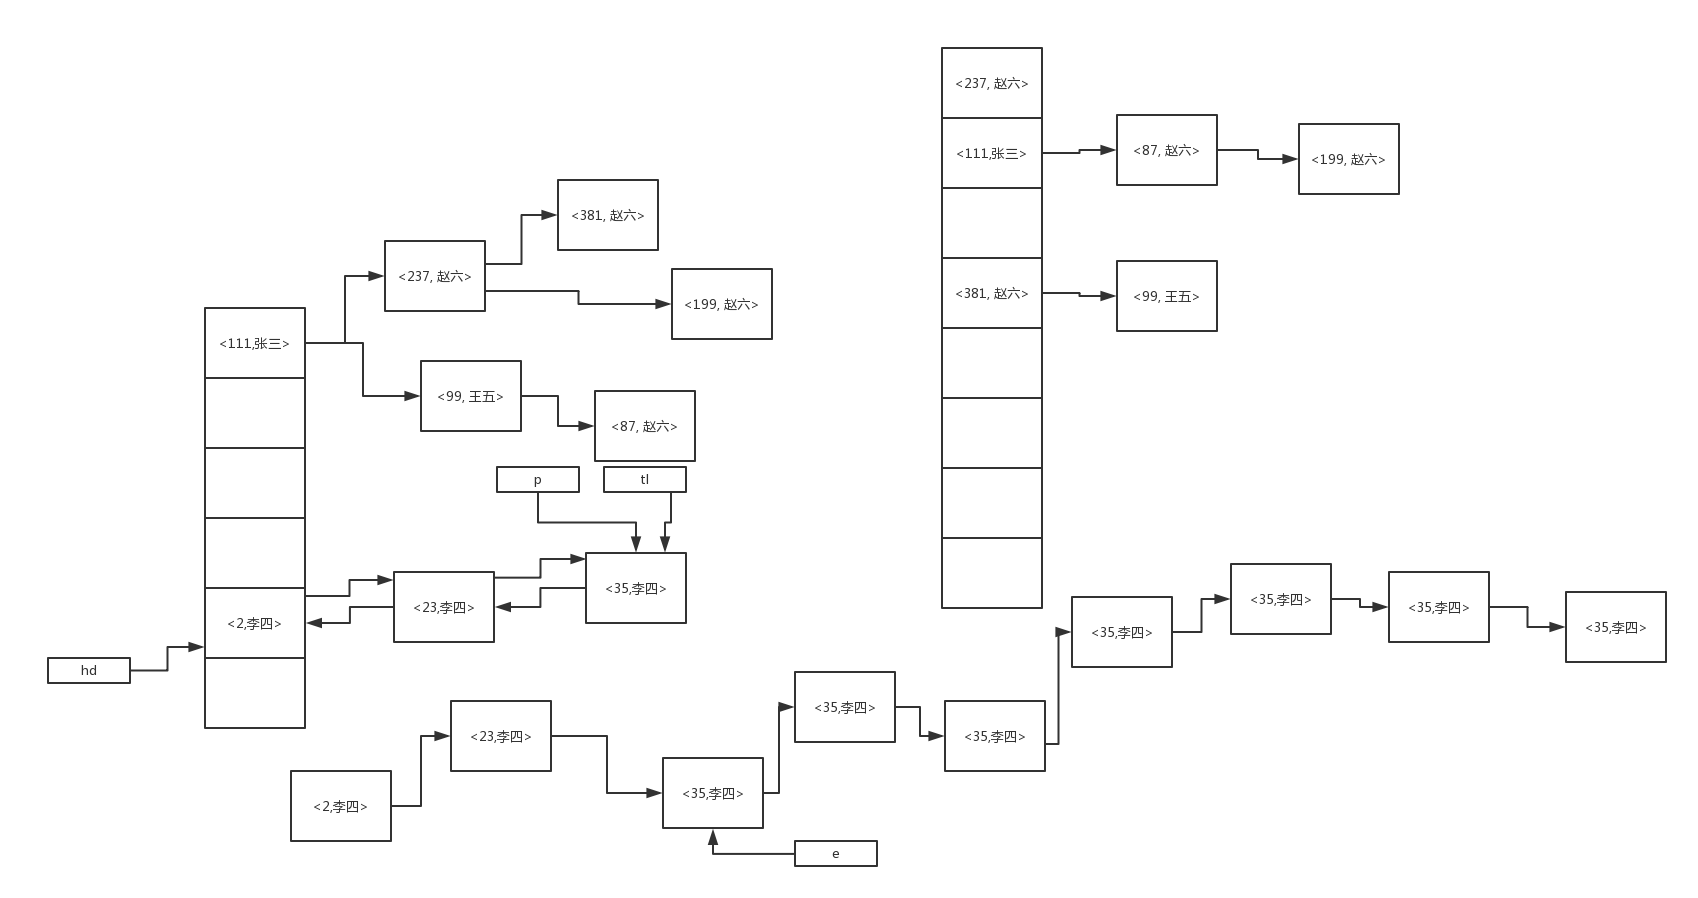 <237, 赵六>
<111,张三>
<87, 赵六>
<199, 赵六>
<381, 赵六>
<99, 王五>
<381, 赵六>
<237, 赵六>
<199, 赵六>
<111,张三>
<99, 王五>
<87, 赵六>
p
tl
<35,李四>
<23,李四>
<2,李四>
hd
<2,李四>
<23,李四>
<35,李四>
e
<35,李四>
<35,李四>
<35,李四>
<35,李四>
<35,李四>
<35,李四>